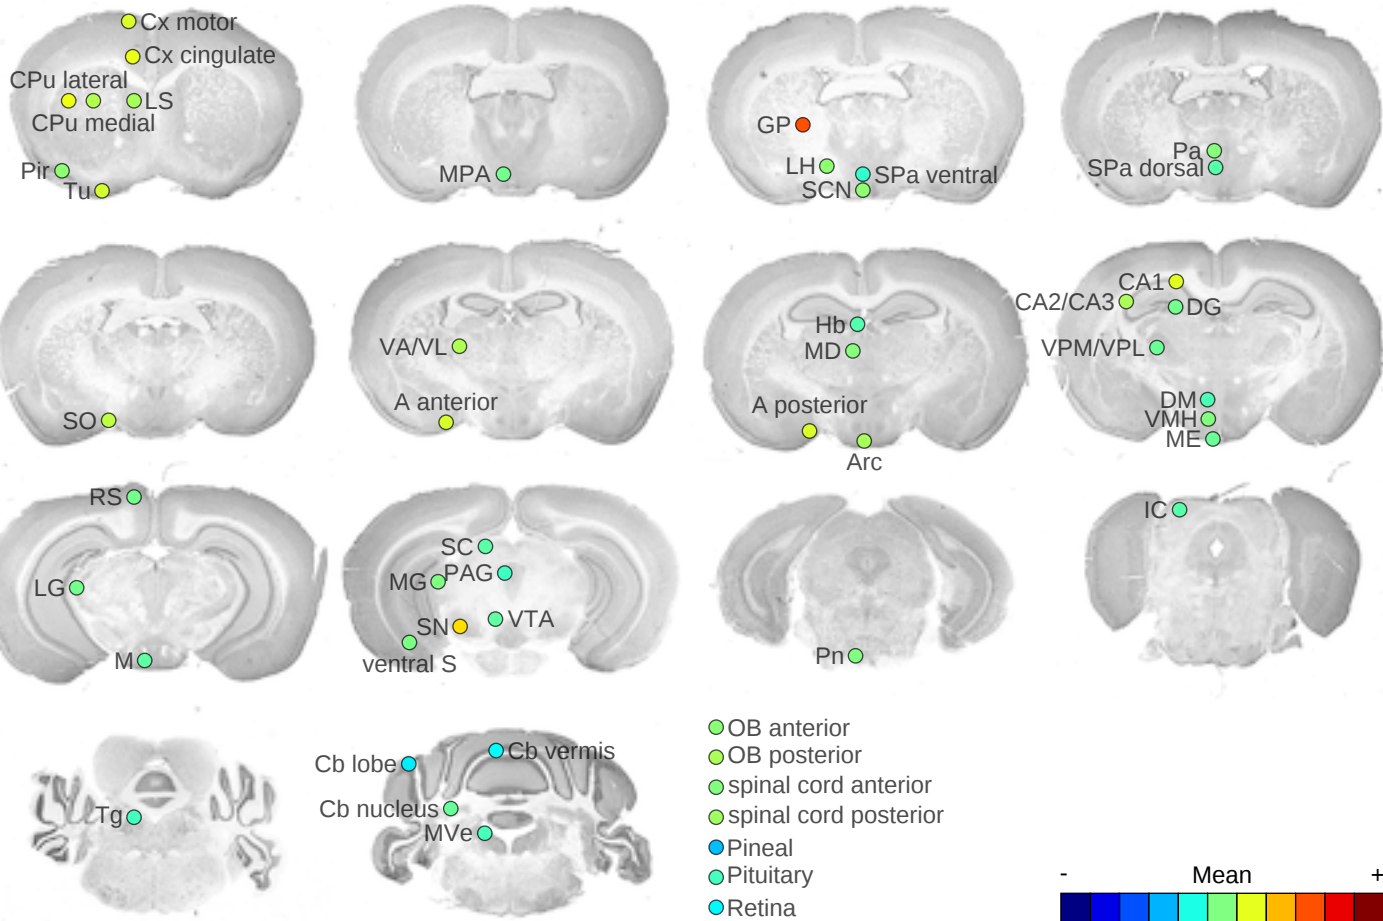 Cx motor
Cx cingulate
CPu lateral
LS
CPu medial
Pir
Tu
MPA
GP
LH
SPa ventral
SCN
Pa
SPa dorsal
SO
VA/VL
A anterior
Hb
MD
A posterior
Arc
CA1
CA2/CA3
DG
VPM/VPL
DM
VMH
ME
RS
LG
M
SC
PAG
MG
VTA
SN
ventral S
Pn
IC
Tg
Cb lobe
Cb vermis
Cb nucleus
MVe
OB anterior
OB posterior
spinal cord anterior
spinal cord posterior
Pineal
Pituitary
Retina
- Mean +